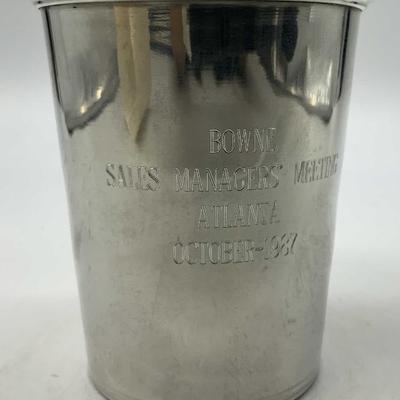 BOWNE
SALES MANAGERS' MEETING
ATLANTA
OCTOBER-1987